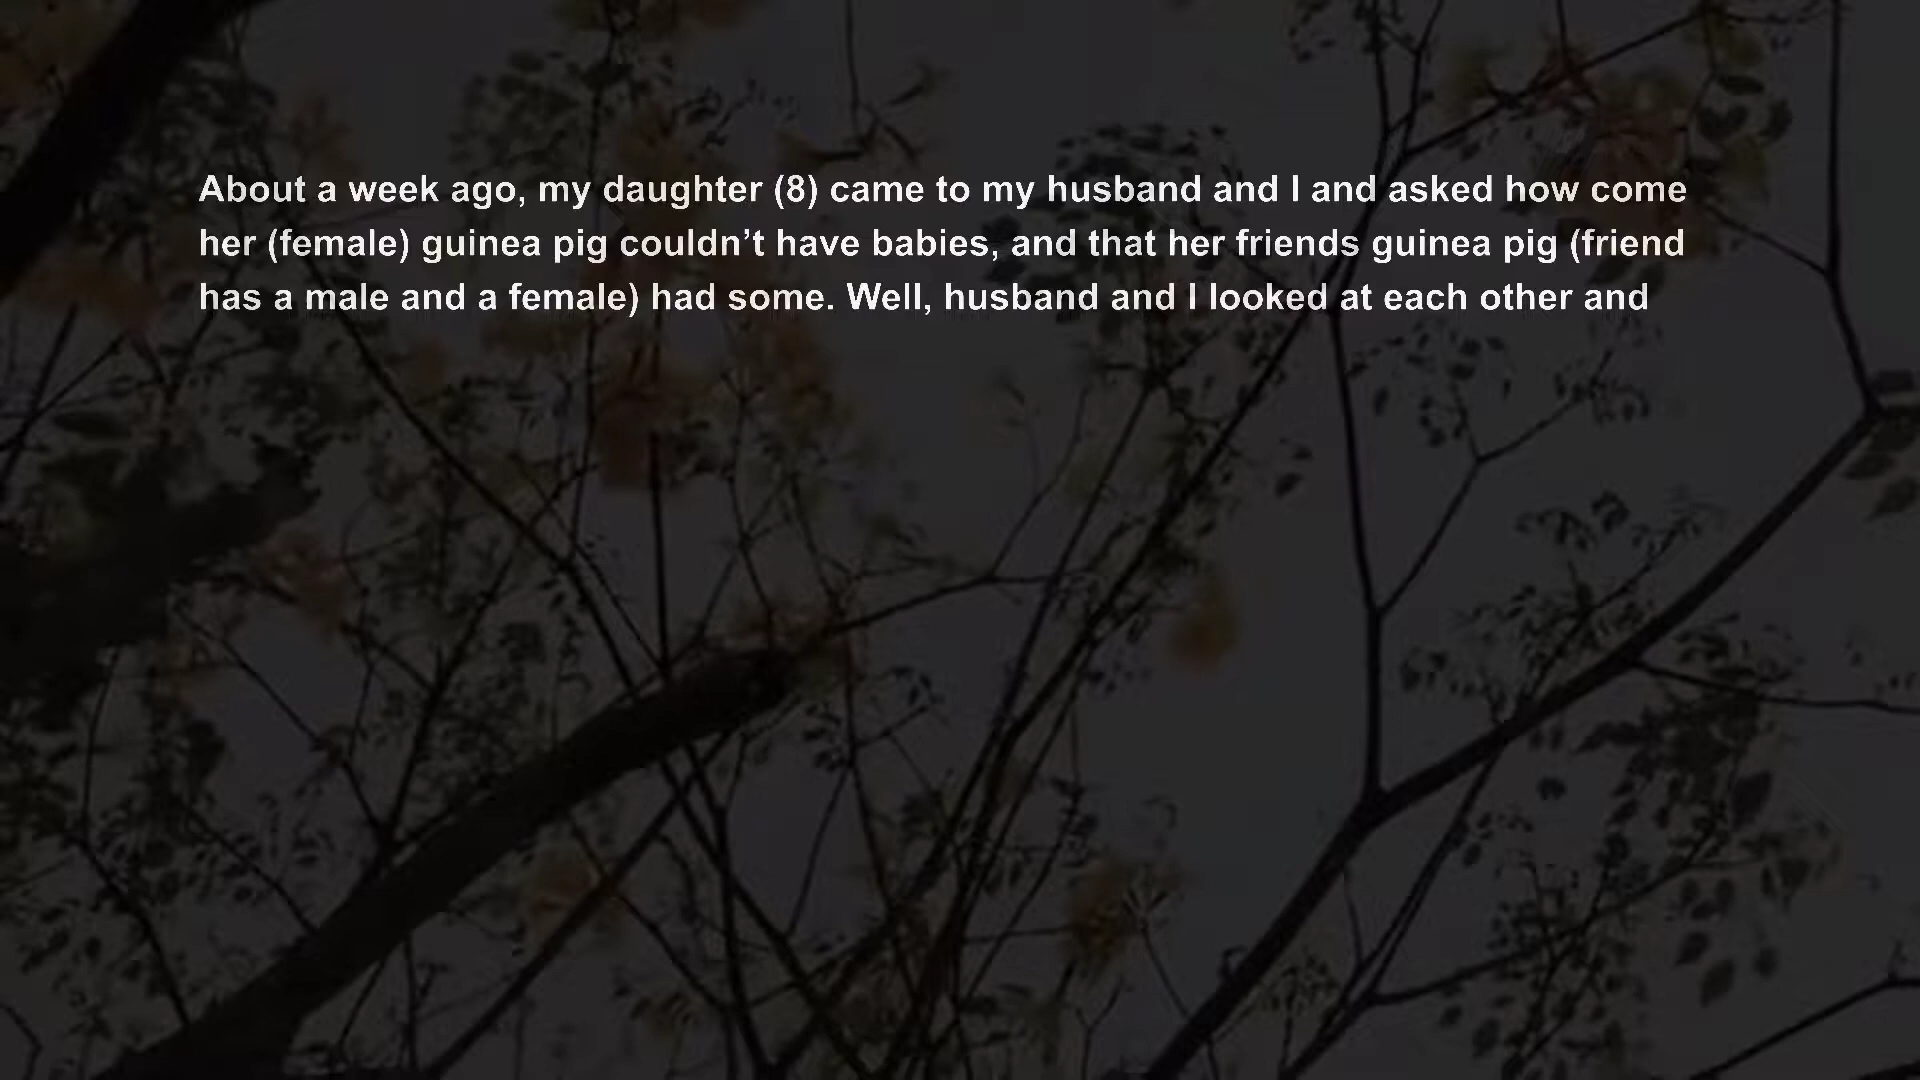 About a week ago, my daughter (8) came to my husband and I and asked how come
her (female) guinea pig couldn’t have babies, and that her friends guinea pig (friend
has a male and a female) had some. Well, husband and I looked at each other and